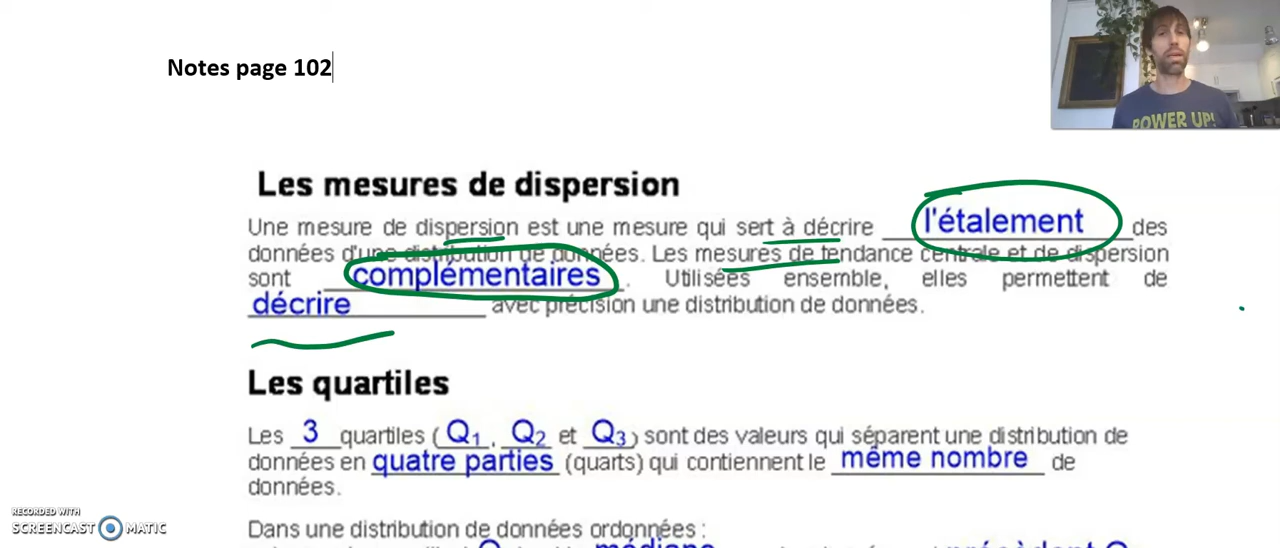 Notes page 102
POWER UP!
Les mesures de dispersion
Une mesure de dispersion est une mesure qui sert à décrire l'étalement des
données d'une distribution de données. Les mesures de tendance centrale et de dispersion
sont complémentaires. Utilisées ensemble, elles permettent de
décrire avec précision une distribution de données.
Les quartiles
Les 3 quartiles (Q1, Q2 et Q3) sont des valeurs qui séparent une distribution de
données en quatre parties (quarts) qui contiennent le même nombre de
données.
RECORDED WITH
SCREENCAST MATIC
Dans une distribution de données ordonnées :
médiane